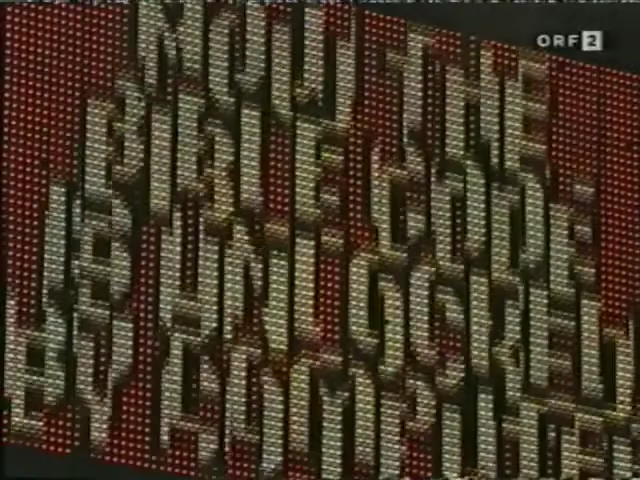 ORF 2
NOW THE
BIBLE CODE
IS UNLOCKED
BY COMPUTER